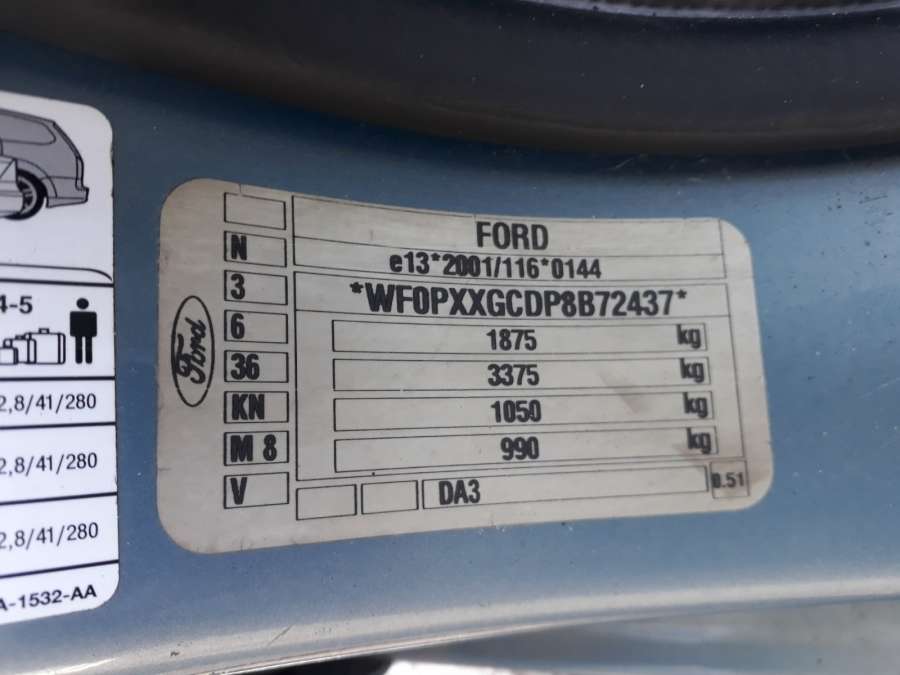 4-5
2,8/41/280
2,8/41/280
2,8/41/280
A-1532-AA
Ford
N
3
6
36
KN
M 8
V
FORD
e13*2001/116*0144
*WF0PXXGCDP8B72437*
1875 kg
3375 kg
1050 kg
990 kg
DA3
0.51